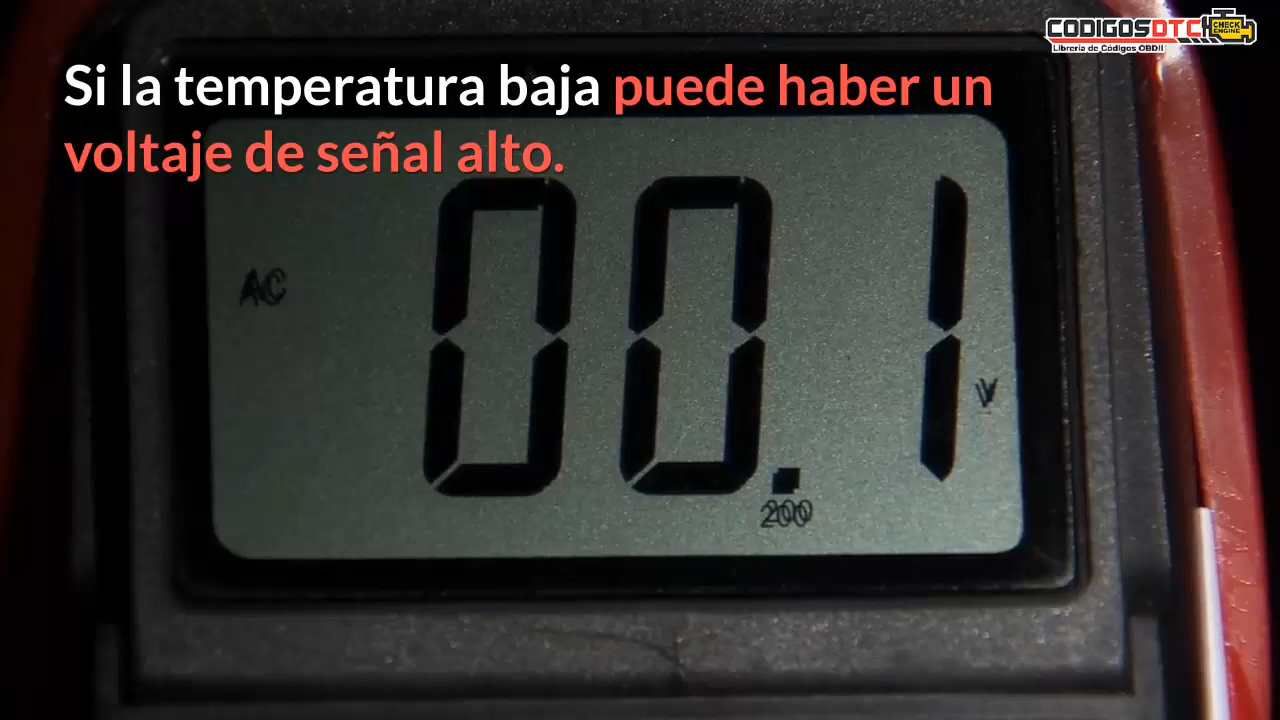 CODIGOSDTC
CHECK
ENGINE
Librería de Códigos OBDII
Si la temperatura baja puede haber un
voltaje de señal alto.
AC
00.1
V
200